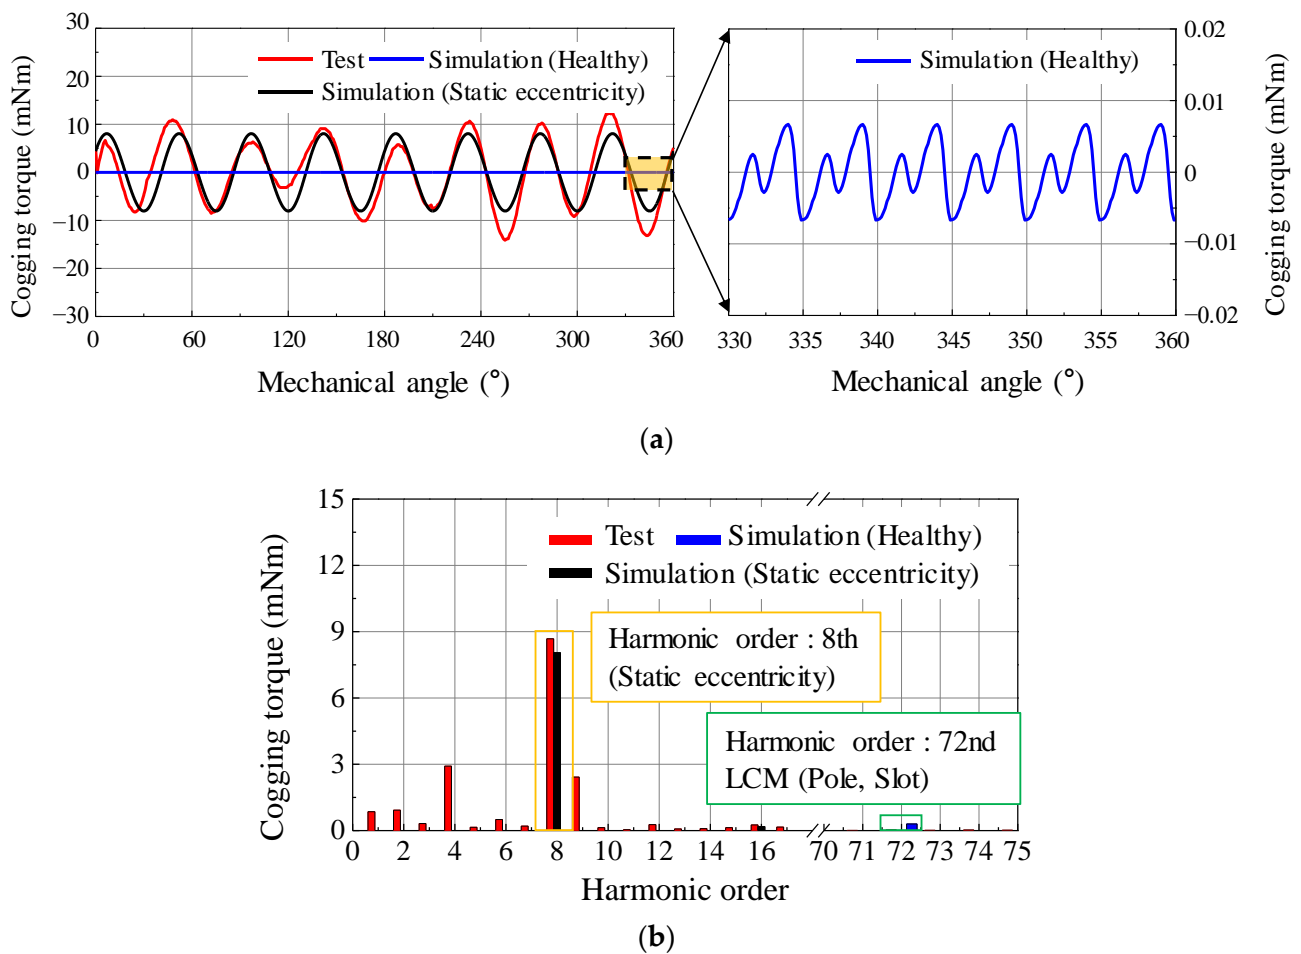 Cogging torque (mNm)
30
20
10
0
−10
−20
−30
Test
Simulation (Healthy)
Simulation (Static eccentricity)
0
60
120
180
240
300
360
Mechanical angle (°)
Simulation (Healthy)
0.02
0.01
0
−0.01
−0.02
Cogging torque (mNm)
330
335
340
345
350
355
360
Mechanical angle (°)
(a)
Cogging torque (mNm)
15
12
9
6
3
0
Test
Simulation (Healthy)
Simulation (Static eccentricity)
Harmonic order : 8th
(Static eccentricity)
Harmonic order : 72nd
LCM (Pole, Slot)
0
2
4
6
8
10
12
14
16
70
71
72
73
74
75
Harmonic order
(b)